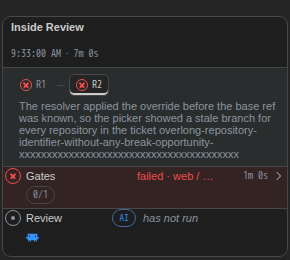 Inside Review
9:33:00 AM · 7m 0s
R1 — R2
The resolver applied the override before the base ref
was known, so the picker showed a stale branch for
every repository in the ticket overlong-repository-
identifier-without-any-break-opportunity-
xxxxxxxxxxxxxxxxxxxxxxxxxxxxxxxxxxxxxxxx
Gates failed · web / … 1m 0s
0/1
Review AI has not run